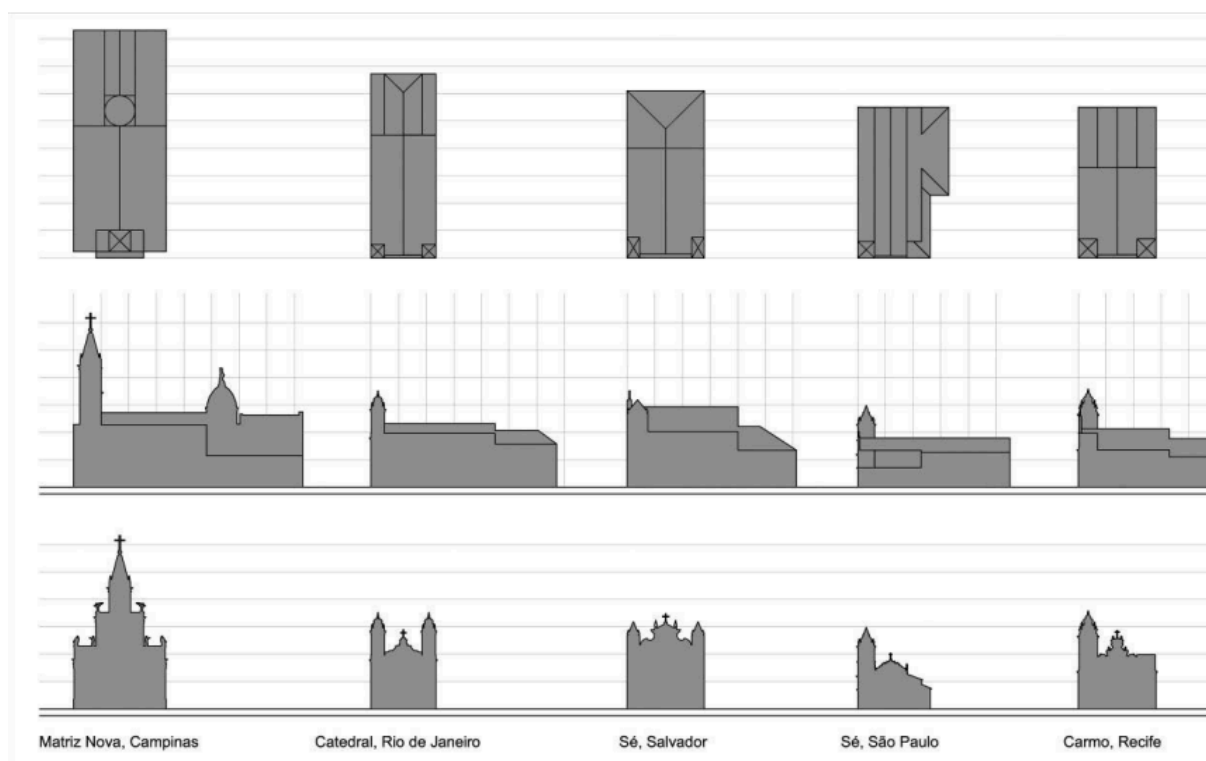 Matriz Nova, Campinas
Catedral, Rio de Janeiro
Sé, Salvador
Sé, São Paulo
Carmo, Recife